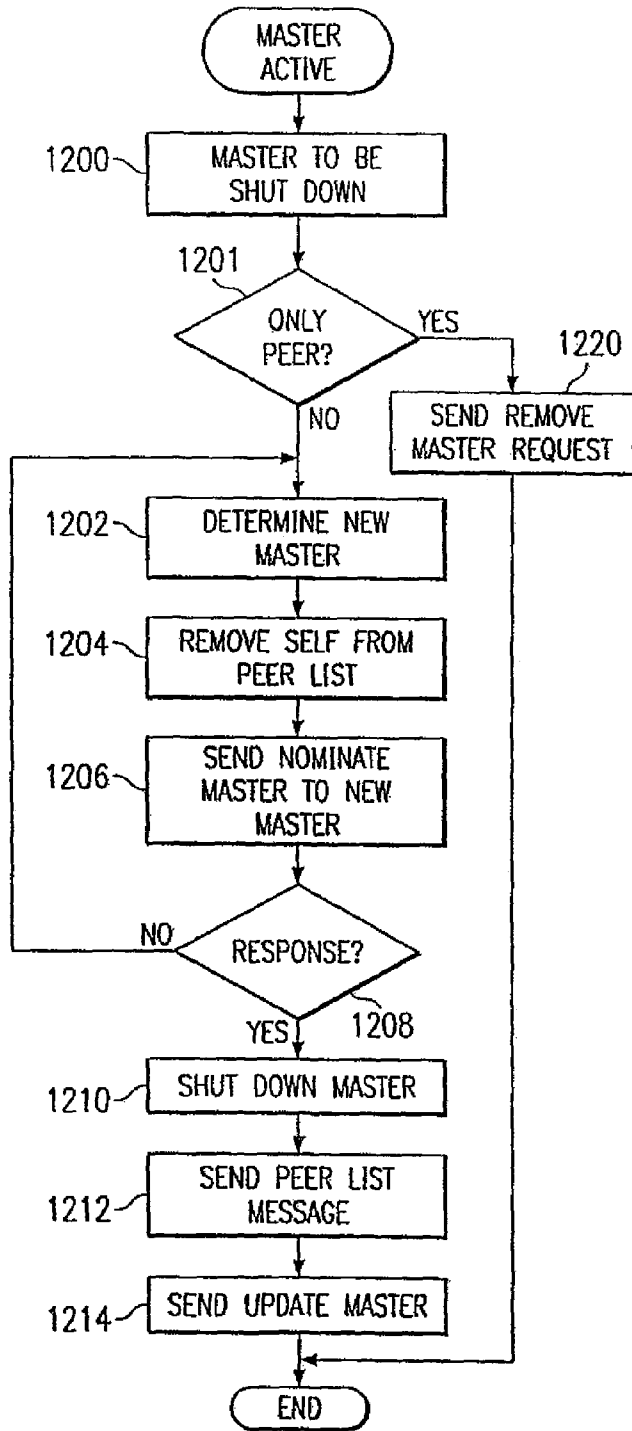 MASTER
ACTIVE
1200
MASTER TO BE
SHUT DOWN
1201
ONLY
PEER?
YES
NO
1220
SEND REMOVE
MASTER REQUEST
1202
DETERMINE NEW
MASTER
1204
REMOVE SELF FROM
PEER LIST
1206
SEND NOMINATE
MASTER TO NEW
MASTER
NO
RESPONSE?
1208
YES
1210
SHUT DOWN MASTER
1212
SEND PEER LIST
MESSAGE
1214
SEND UPDATE MASTER
END